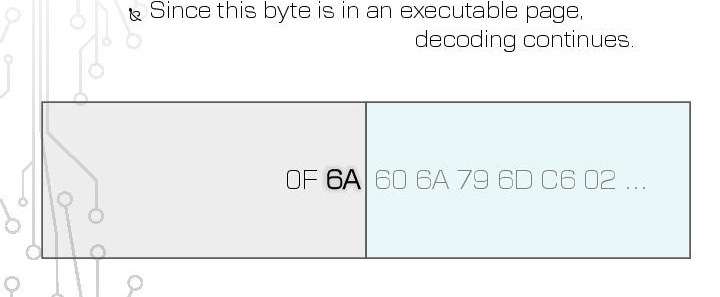 Since this byte is in an executable page,
decoding continues.
0F 6A 60 6A 79 6D C6 02 ...